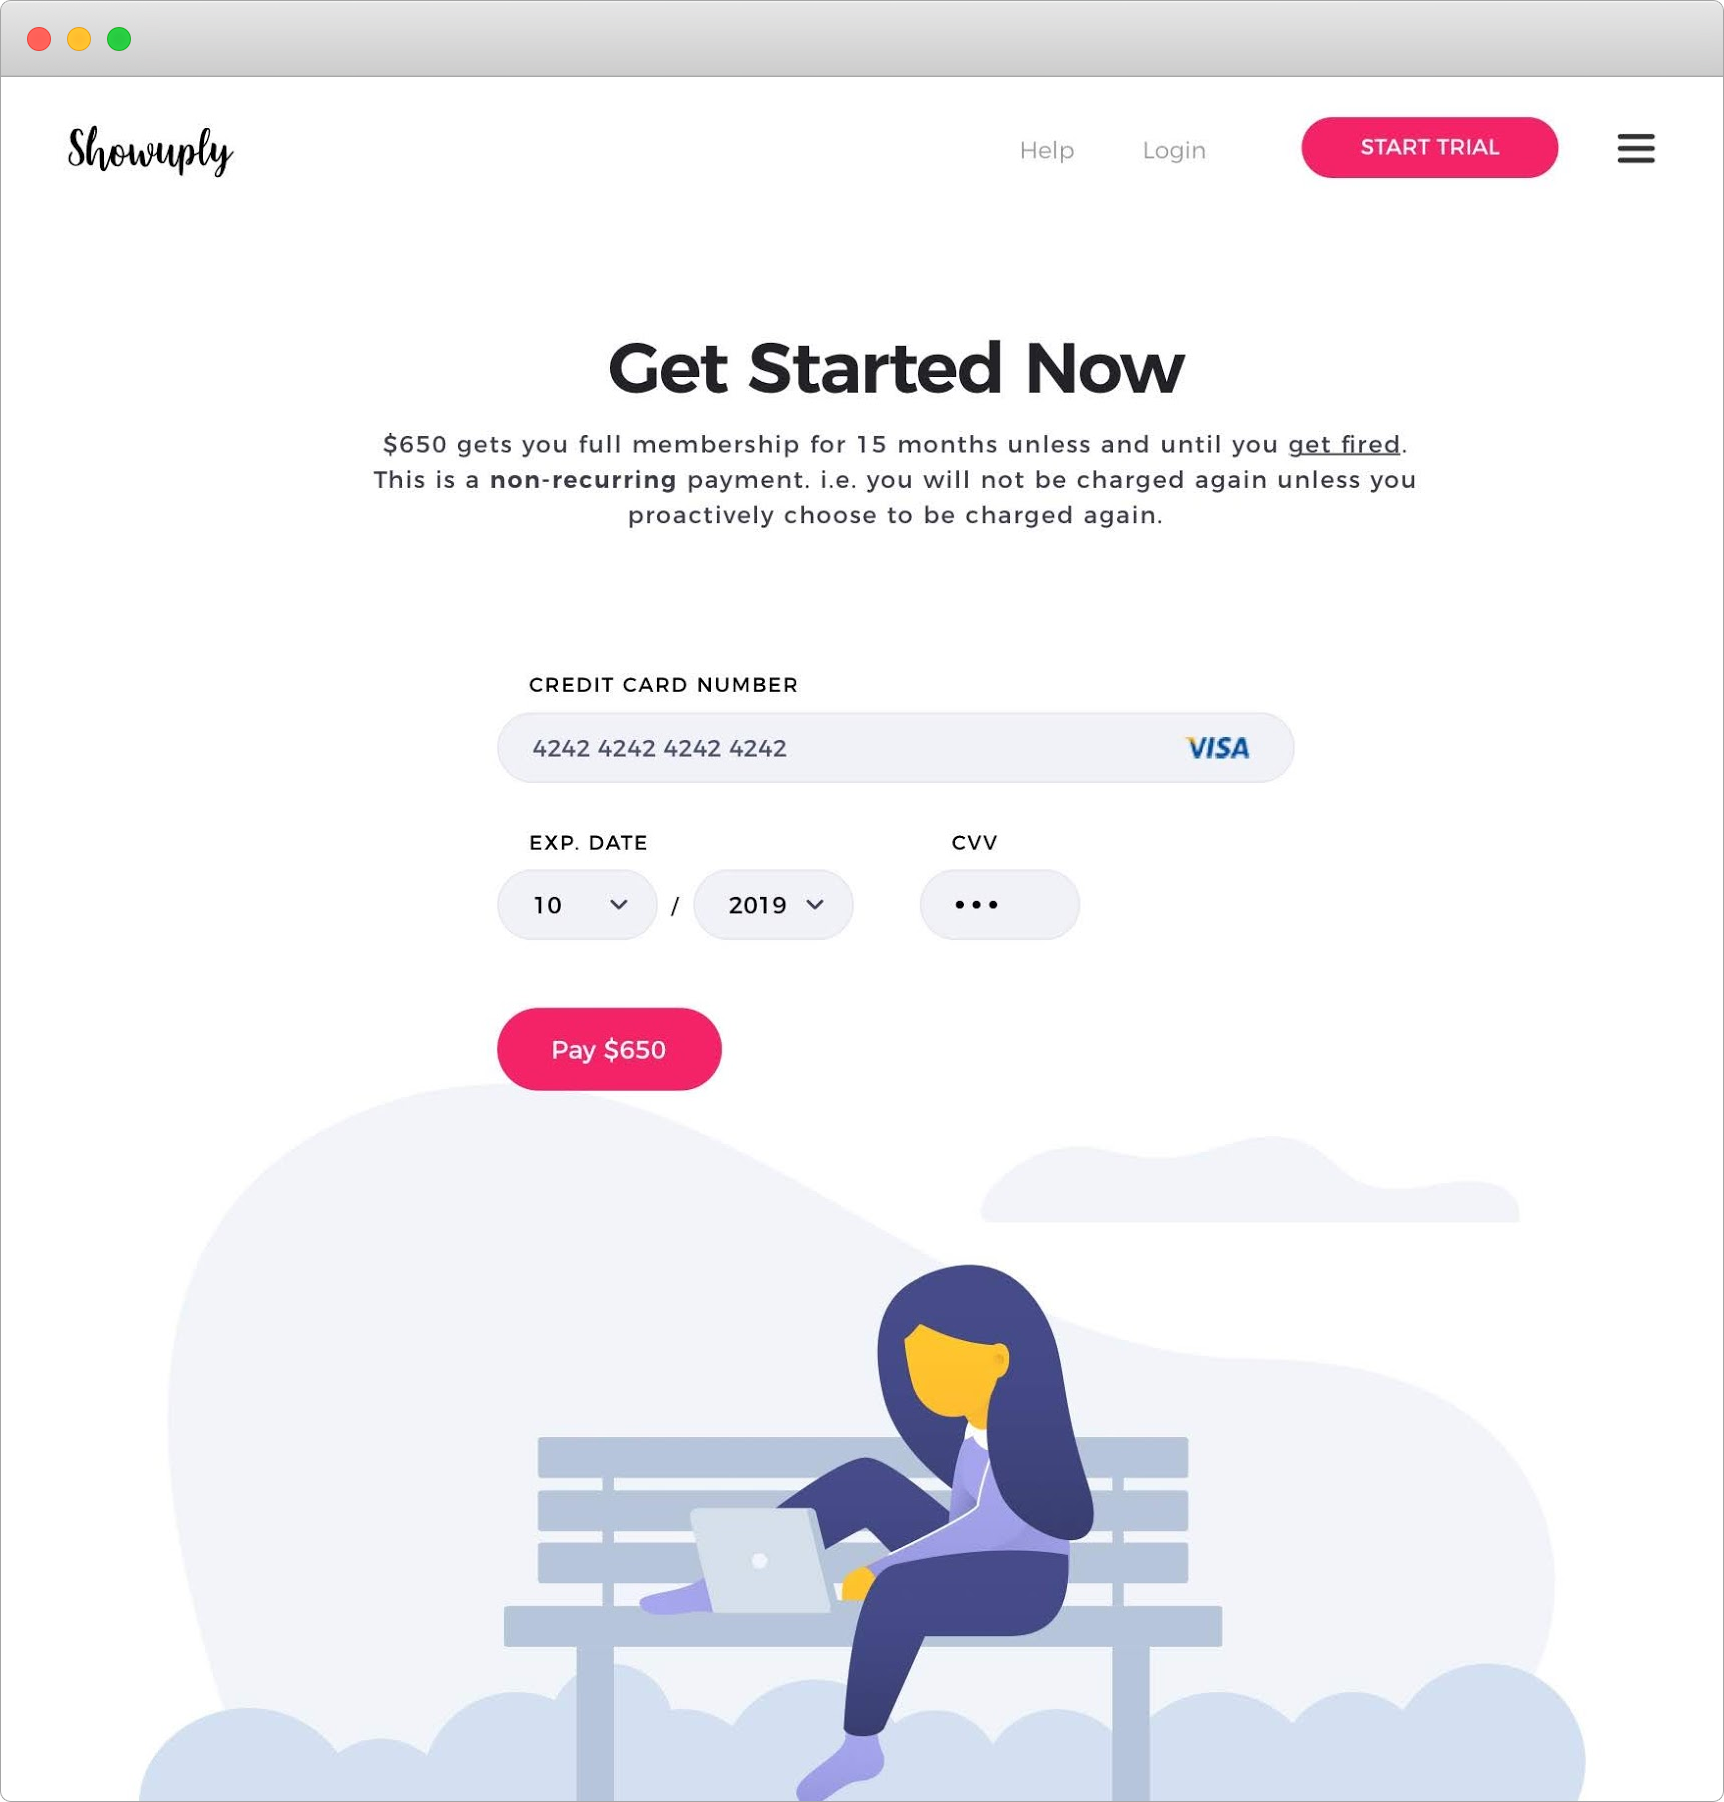 Showuply
Help
Login
START TRIAL
Get Started Now
$650 gets you full membership for 15 months unless and until you get fired.
This is a non-recurring payment. i.e. you will not be charged again unless you
proactively choose to be charged again.
CREDIT CARD NUMBER
4242 4242 4242 4242
VISA
EXP. DATE
CVV
10
/
2019
•••
Pay $650